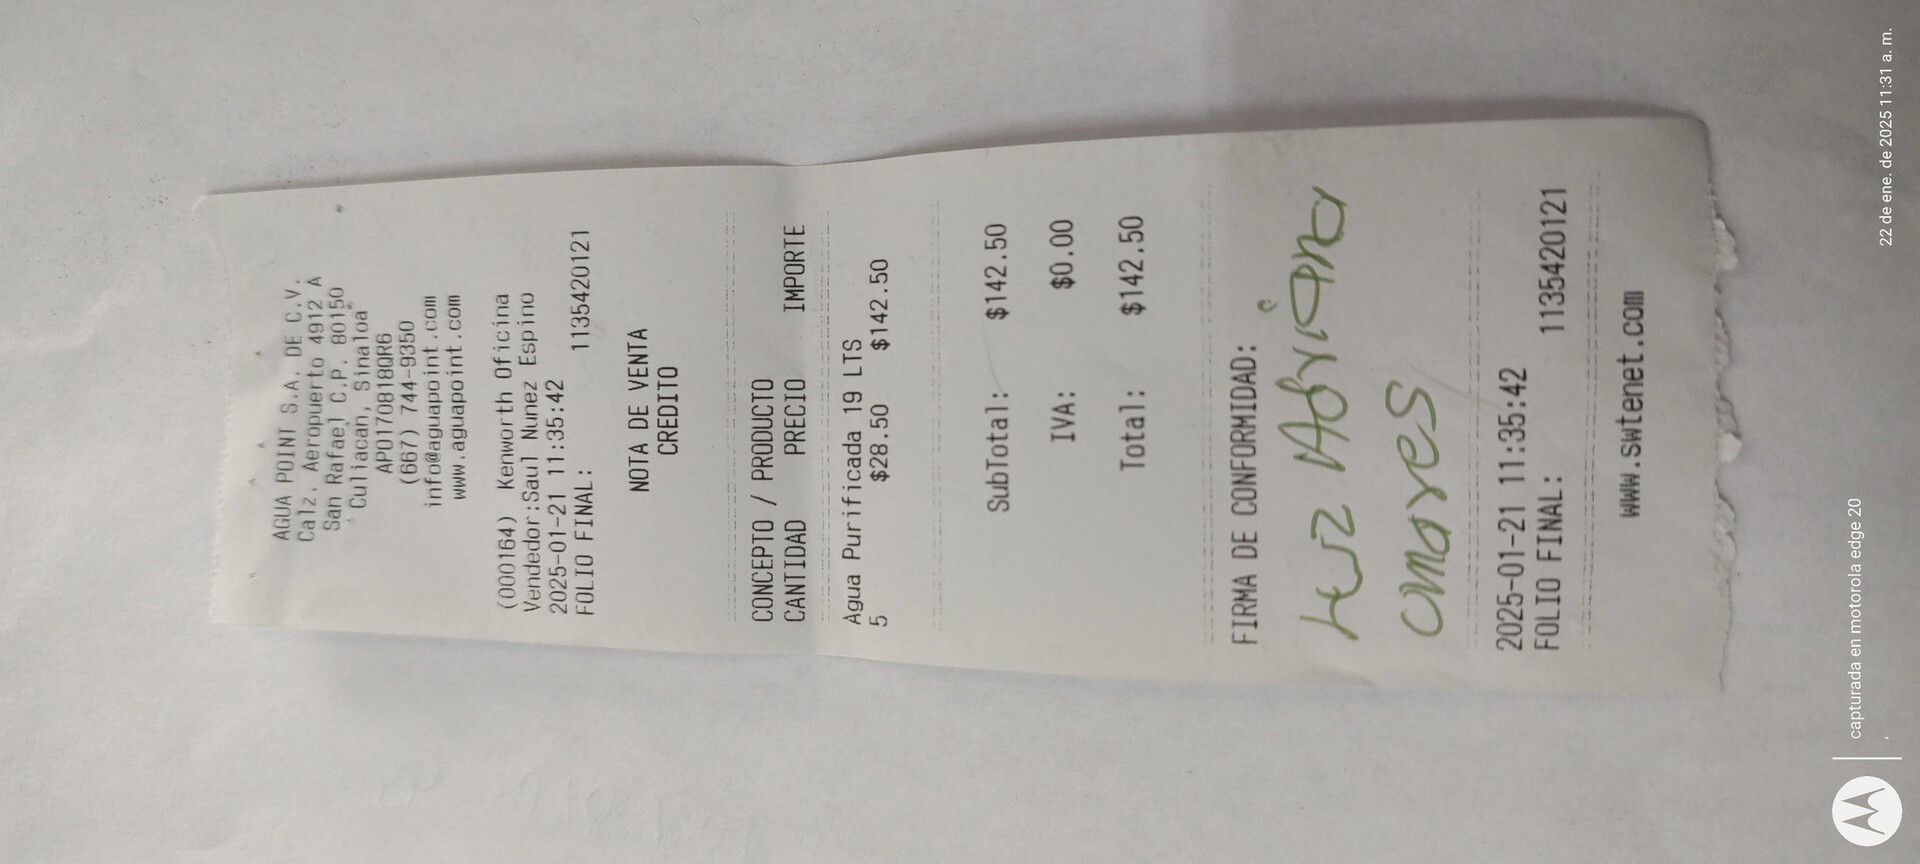 AGUA POINT S.A. DE C.V.
Calz. Aeropuerto 4912 A
San Rafael C.P. 80150
Culiacan, Sinaloa
APO170818QR6
(667) 744-9350
info@aguapoint.com
www.aguapoint.com
(000164) Kenworth Oficina
Vendedor:Saul Nunez Espino
2025-01-21 11:35:42
FOLIO FINAL: 1135420121
NOTA DE VENTA
CREDITO
CONCEPTO / PRODUCTO
CANTIDAD PRECIO IMPORTE
Agua Purificada 19 LTS
5 $28.50 $142.50
SubTotal: $142.50
IVA: $0.00
Total: $142.50
FIRMA DE CONFORMIDAD:
Luz Adriana
2025-01-21 11:35:42
FOLIO FINAL: 1135420121
www.swtenet.com
capturada en motorola edge 20
22 de ene. de 2025 11:31 a. m.